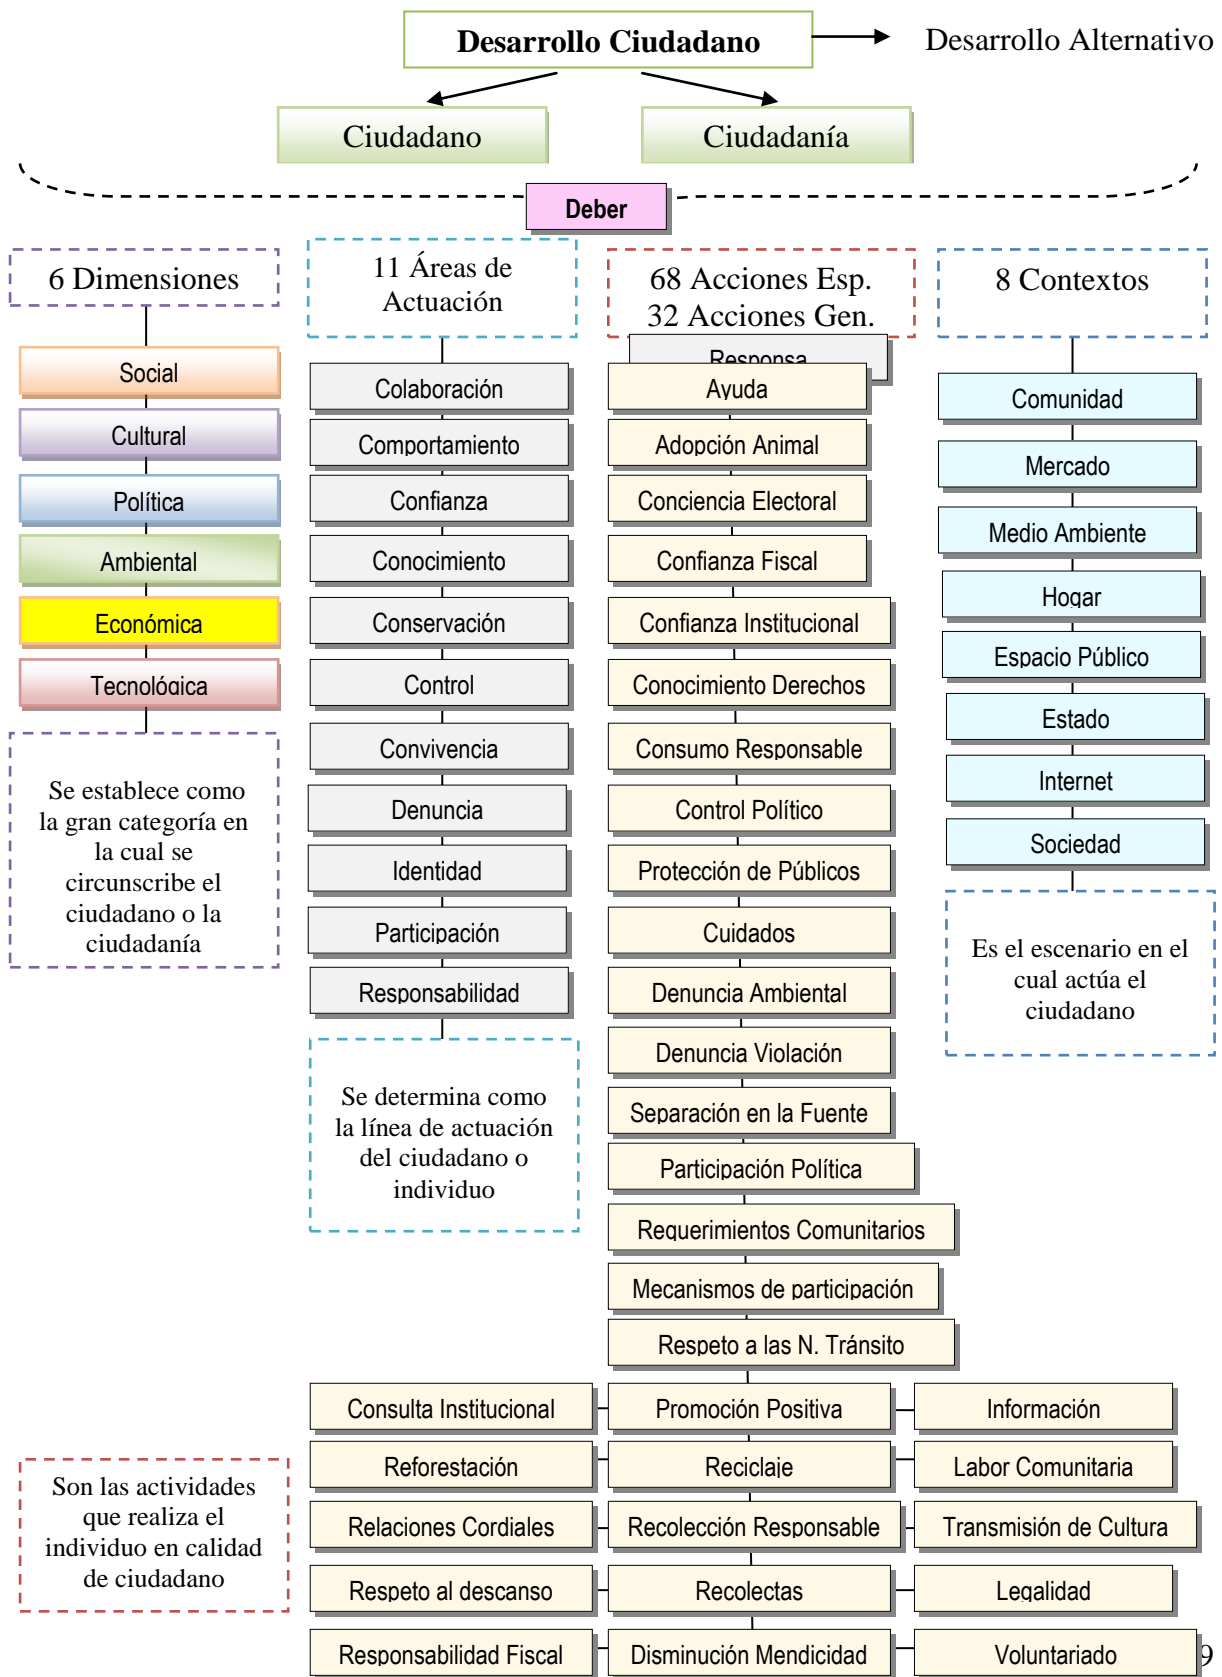 Desarrollo Ciudadano
Desarrollo Alternativo
Ciudadano
Ciudadanía
Deber
6 Dimensiones
Social
Cultural
Política
Ambiental
Económica
Tecnológica
Se establece como
la gran categoría en
la cual se
circunscribe el
ciudadano o la
ciudadanía
11 Áreas de
Actuación
Colaboración
Comportamiento
Confianza
Conocimiento
Conservación
Control
Convivencia
Denuncia
Identidad
Participación
Responsabilidad
Se determina como
la línea de actuación
del ciudadano o
individuo
68 Acciones Esp.
32 Acciones Gen.
Responsa
Ayuda
Adopción Animal
Conciencia Electoral
Confianza Fiscal
Confianza Institucional
Conocimiento Derechos
Consumo Responsable
Control Político
Protección de Públicos
Cuidados
Denuncia Ambiental
Denuncia Violación
Separación en la Fuente
Participación Política
Requerimientos Comunitarios
Mecanismos de participación
Respeto a las N. Tránsito
8 Contextos
Comunidad
Mercado
Medio Ambiente
Hogar
Espacio Público
Estado
Internet
Sociedad
Es el escenario en el
cual actúa el
ciudadano
Son las actividades
que realiza el
individuo en calidad
de ciudadano
Consulta Institucional
Promoción Positiva
Información
Reforestación
Reciclaje
Labor Comunitaria
Relaciones Cordiales
Recolección Responsable
Transmisión de Cultura
Respeto al descanso
Recolectas
Legalidad
Responsabilidad Fiscal
Disminución Mendicidad
Voluntariado
9